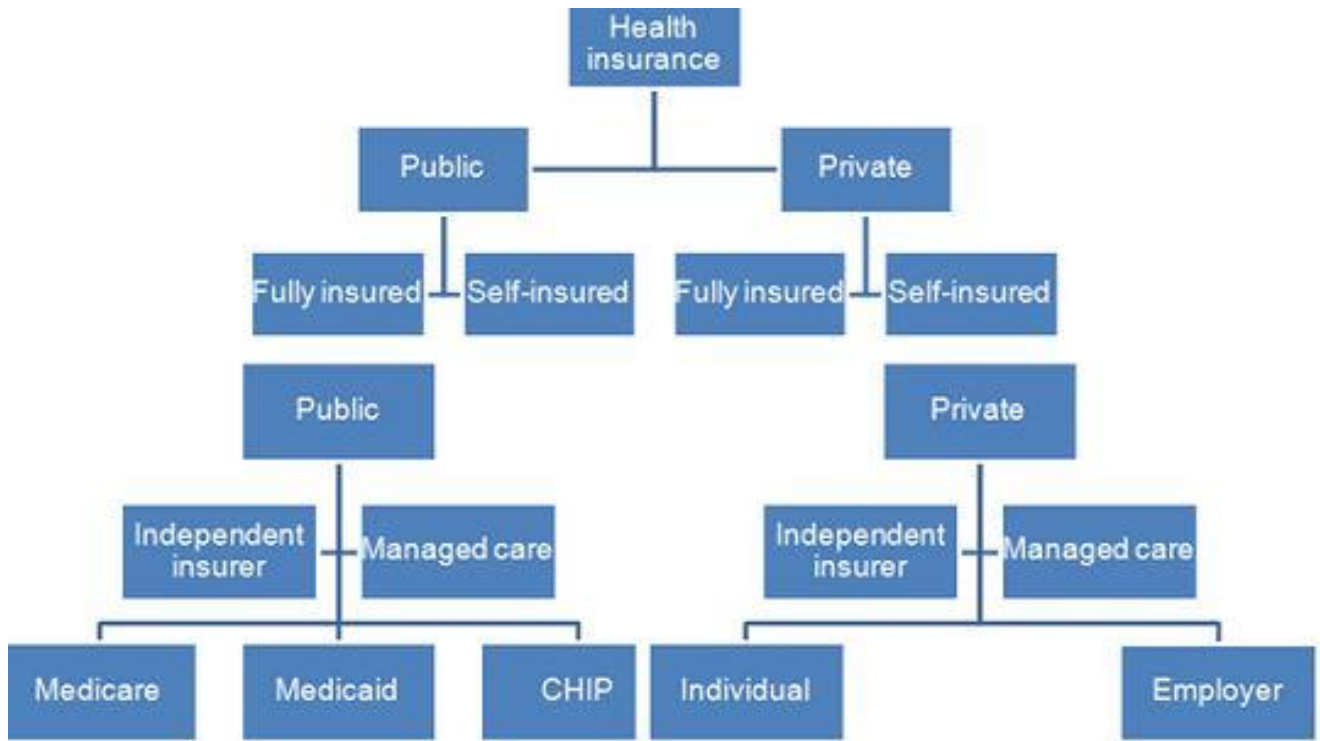 Health
insurance
Public
Private
Fully insured
Self-insured
Fully insured
Self-insured
Public
Private
Independent
insurer
Managed care
Independent
insurer
Managed care
Medicare
Medicaid
CHIP
Individual
Employer